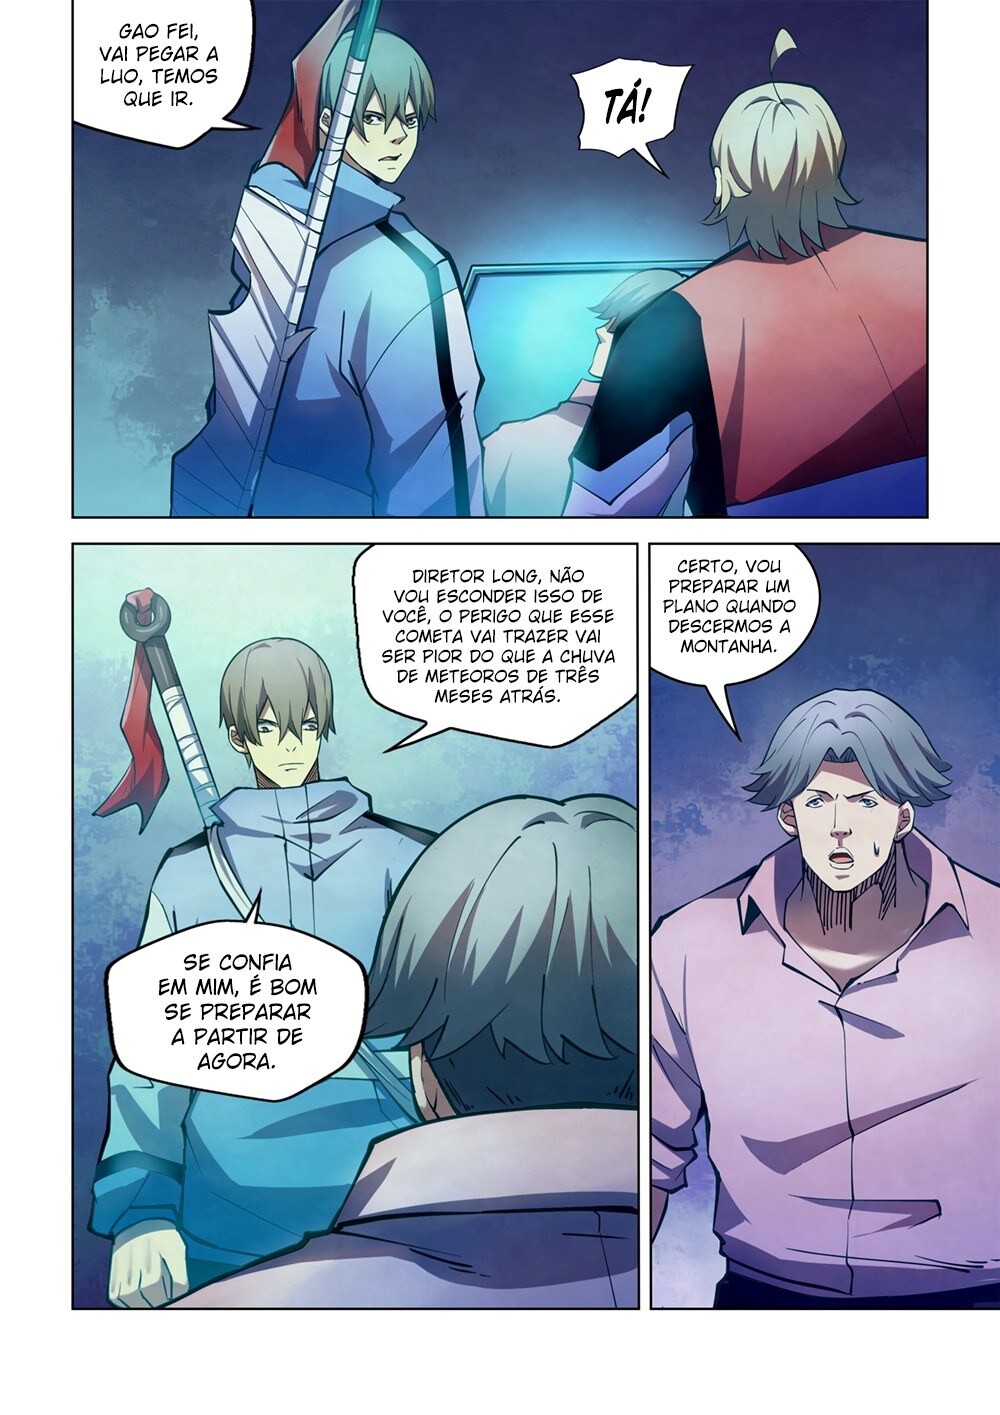 GAO FEI,
VAI PEGAR A
LUO, TEMOS
QUE IR.
TÁ!
DIRETOR LONG, NÃO
VOU ESCONDER ISSO DE
VOCÊ, O PERIGO QUE ESSE
COMETA VAI TRAZER VAI
SER PIOR DO QUE A CHUVA
DE METEOROS DE TRÊS
MESES ATRÁS.
SE CONFIA
EM MIM, É BOM
SE PREPARAR
A PARTIR DE
AGORA.
CERTO, VOU
PREPARAR UM
PLANO QUANDO
DESCERMOS A
MONTANHA.